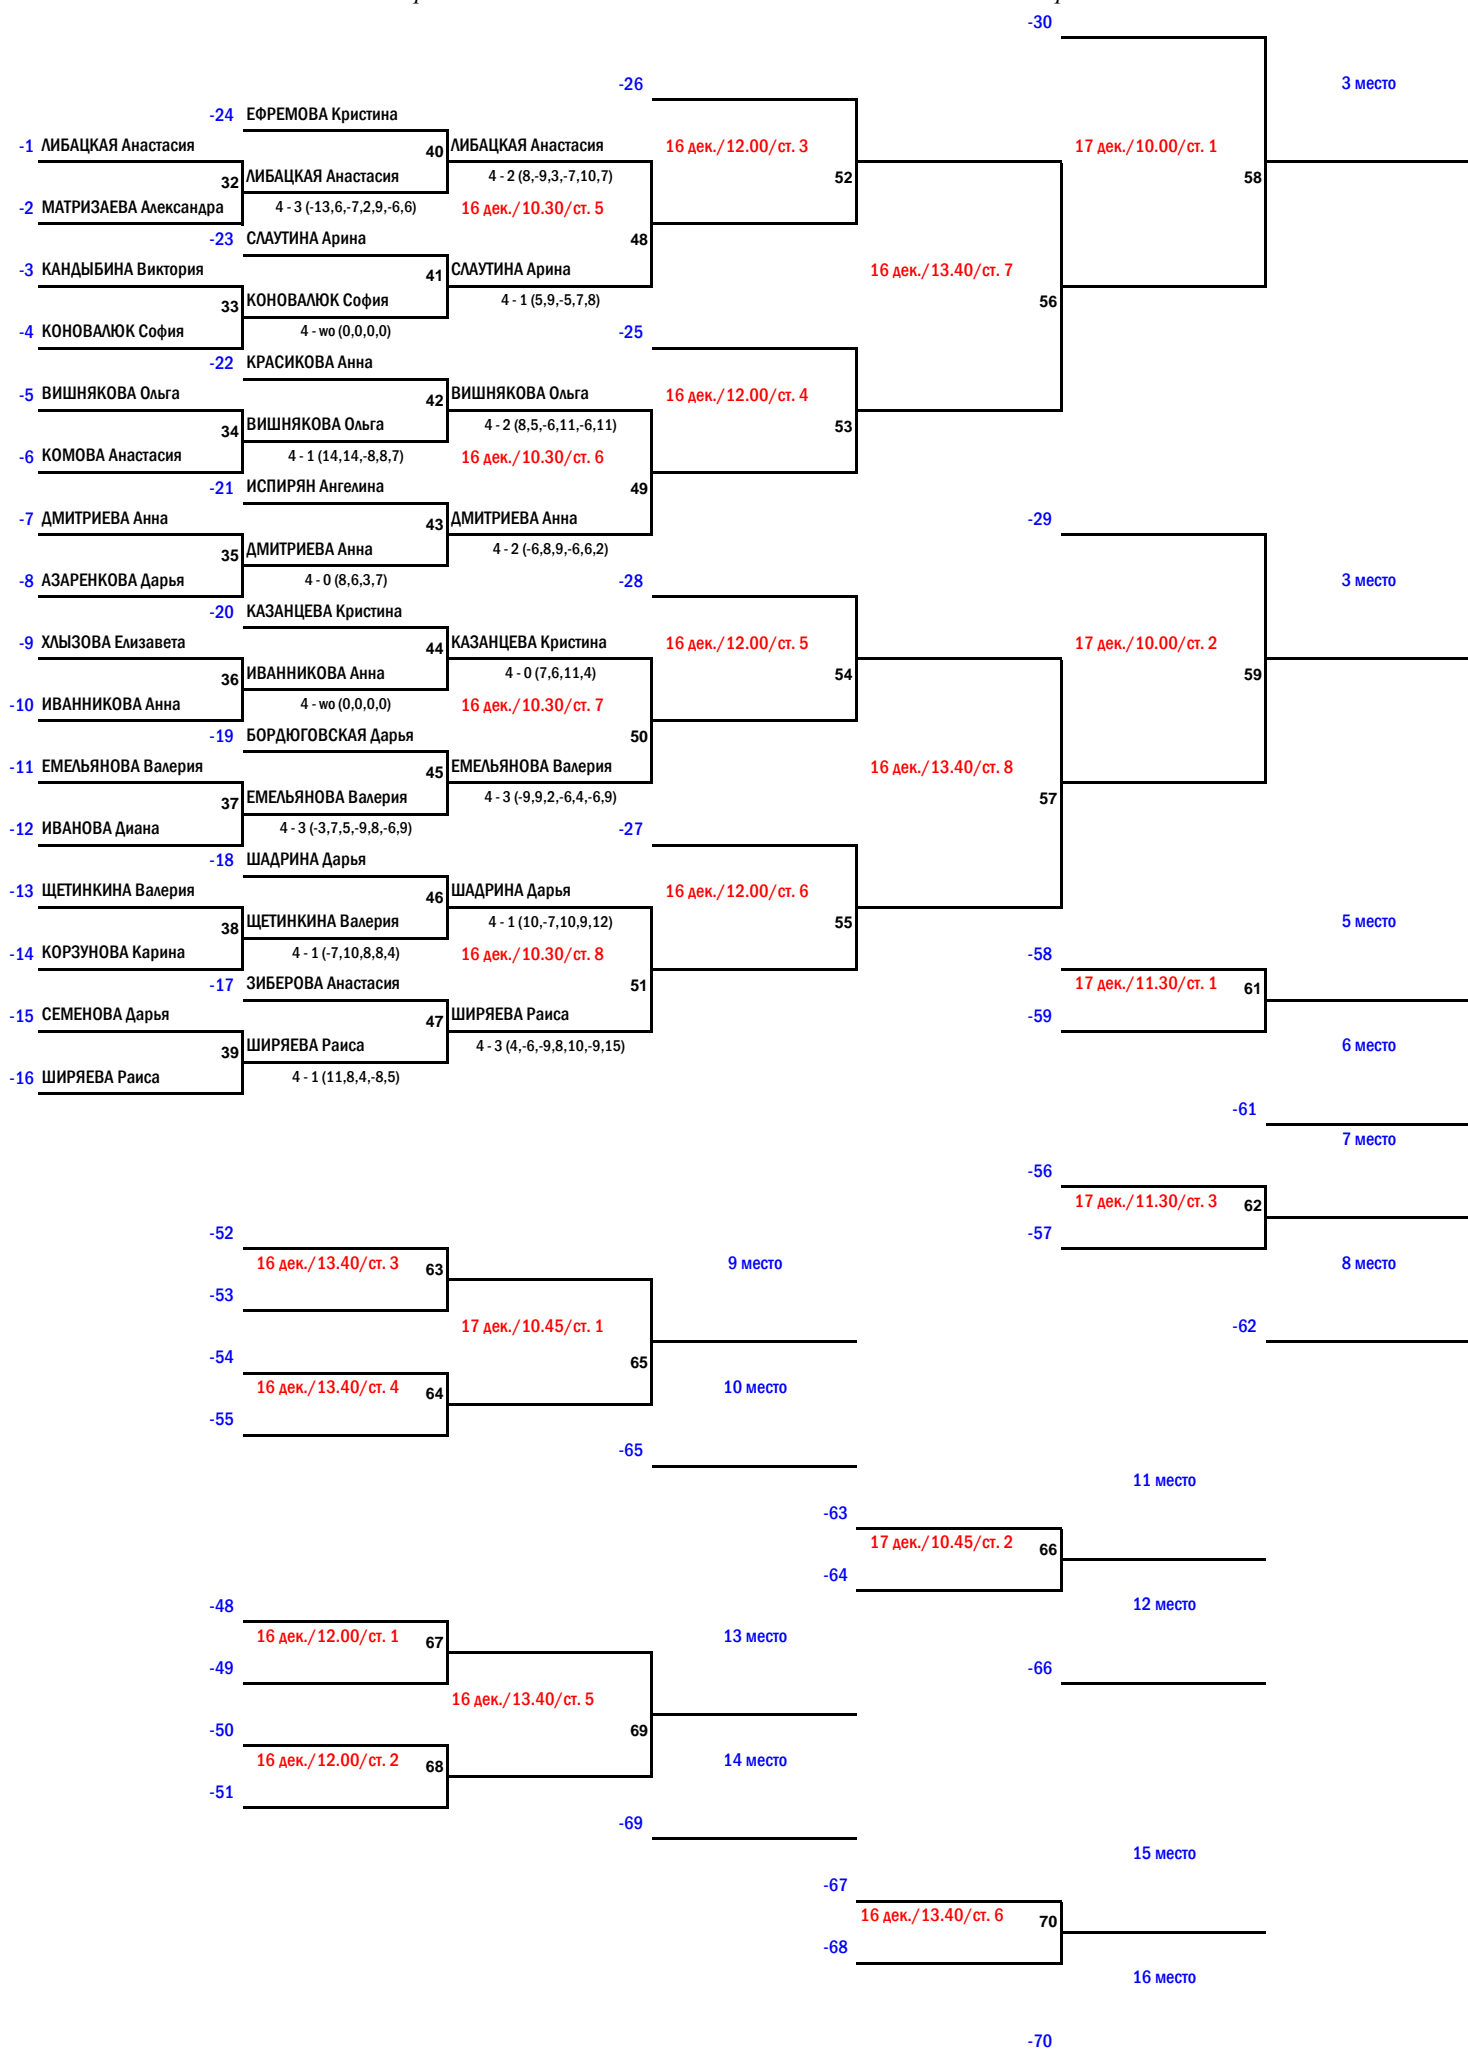 -30
3 место
-26
-24 ЕФРЕМОВА Кристина
-1 ЛИБАЦКАЯ Анастасия
40 ЛИБАЦКАЯ Анастасия
16 дек./12.00/ст. 3
17 дек./10.00/ст. 1
32 ЛИБАЦКАЯ Анастасия
4 - 2 (8,-9,3,-7,10,7)
52
58
-2 МАТРИЗАЕВА Александра
4 - 3 (-13,6,-7,2,9,-6,6)
16 дек./10.30/ст. 5
-23 СЛАУТИНА Арина
48
-3 КАНДЫБИНА Виктория
41 СЛАУТИНА Арина
16 дек./13.40/ст. 7
33 КОНОВАЛЮК София
4 - 1 (5,9,-5,7,8)
56
-4 КОНОВАЛЮК София
4 - wo (0,0,0,0)
-25
-22 КРАСИКОВА Анна
-5 ВИШНЯКОВА Ольга
42 ВИШНЯКОВА Ольга
16 дек./12.00/ст. 4
34 ВИШНЯКОВА Ольга
4 - 2 (8,5,-6,11,-6,11)
53
-6 КОМОВА Анастасия
4 - 1 (14,14,-8,8,7)
16 дек./10.30/ст. 6
-21 ИСПИРЯН Ангелина
49
-7 ДМИТРИЕВА Анна
43 ДМИТРИЕВА Анна
-29
35 ДМИТРИЕВА Анна
4 - 2 (-6,8,9,-6,6,2)
-8 АЗАРЕНКОВА Дарья
4 - 0 (8,6,3,7)
-28
3 место
-20 КАЗАНЦЕВА Кристина
-9 ХЛЫЗОВА Елизавета
44 КАЗАНЦЕВА Кристина
16 дек./12.00/ст. 5
17 дек./10.00/ст. 2
36 ИВАННИКОВА Анна
4 - 0 (7,6,11,4)
54
59
-10 ИВАННИКОВА Анна
4 - wo (0,0,0,0)
16 дек./10.30/ст. 7
-19 БОРДЮГОВСКАЯ Дарья
50
-11 ЕМЕЛЬЯНОВА Валерия
45 ЕМЕЛЬЯНОВА Валерия
16 дек./13.40/ст. 8
37 ЕМЕЛЬЯНОВА Валерия
4 - 3 (-9,9,2,-6,4,-6,9)
57
-12 ИВАНОВА Диана
4 - 3 (-3,7,5,-9,8,-6,9)
-27
-18 ШАДРИНА Дарья
-13 ЩЕТИНКИНА Валерия
46 ШАДРИНА Дарья
16 дек./12.00/ст. 6
38 ЩЕТИНКИНА Валерия
4 - 1 (10,-7,10,9,12)
55
5 место
-14 КОРЗУНОВА Карина
4 - 1 (-7,10,8,8,4)
16 дек./10.30/ст. 8
-58
-17 ЗИБЕРОВА Анастасия
51
17 дек./11.30/ст. 1
61
-15 СЕМЕНОВА Дарья
47 ШИРЯЕВА Раиса
-59
39 ШИРЯЕВА Раиса
4 - 3 (4,-6,-9,8,10,-9,15)
6 место
-16 ШИРЯЕВА Раиса
4 - 1 (11,8,4,-8,5)
-61
7 место
-56
17 дек./11.30/ст. 3
62
-52
-57
16 дек./13.40/ст. 3
63
9 место
8 место
-53
17 дек./10.45/ст. 1
-62
-54
65
16 дек./13.40/ст. 4
64
10 место
-55
-65
11 место
-63
17 дек./10.45/ст. 2
66
-64
-48
12 место
16 дек./12.00/ст. 1
67
13 место
-49
-66
16 дек./13.40/ст. 5
-50
69
16 дек./12.00/ст. 2
68
14 место
-51
-69
15 место
-67
16 дек./13.40/ст. 6
70
-68
16 место
-70